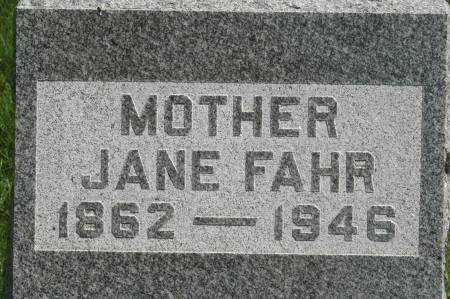 MOTHER
JANE FAHR
1862 — 1946